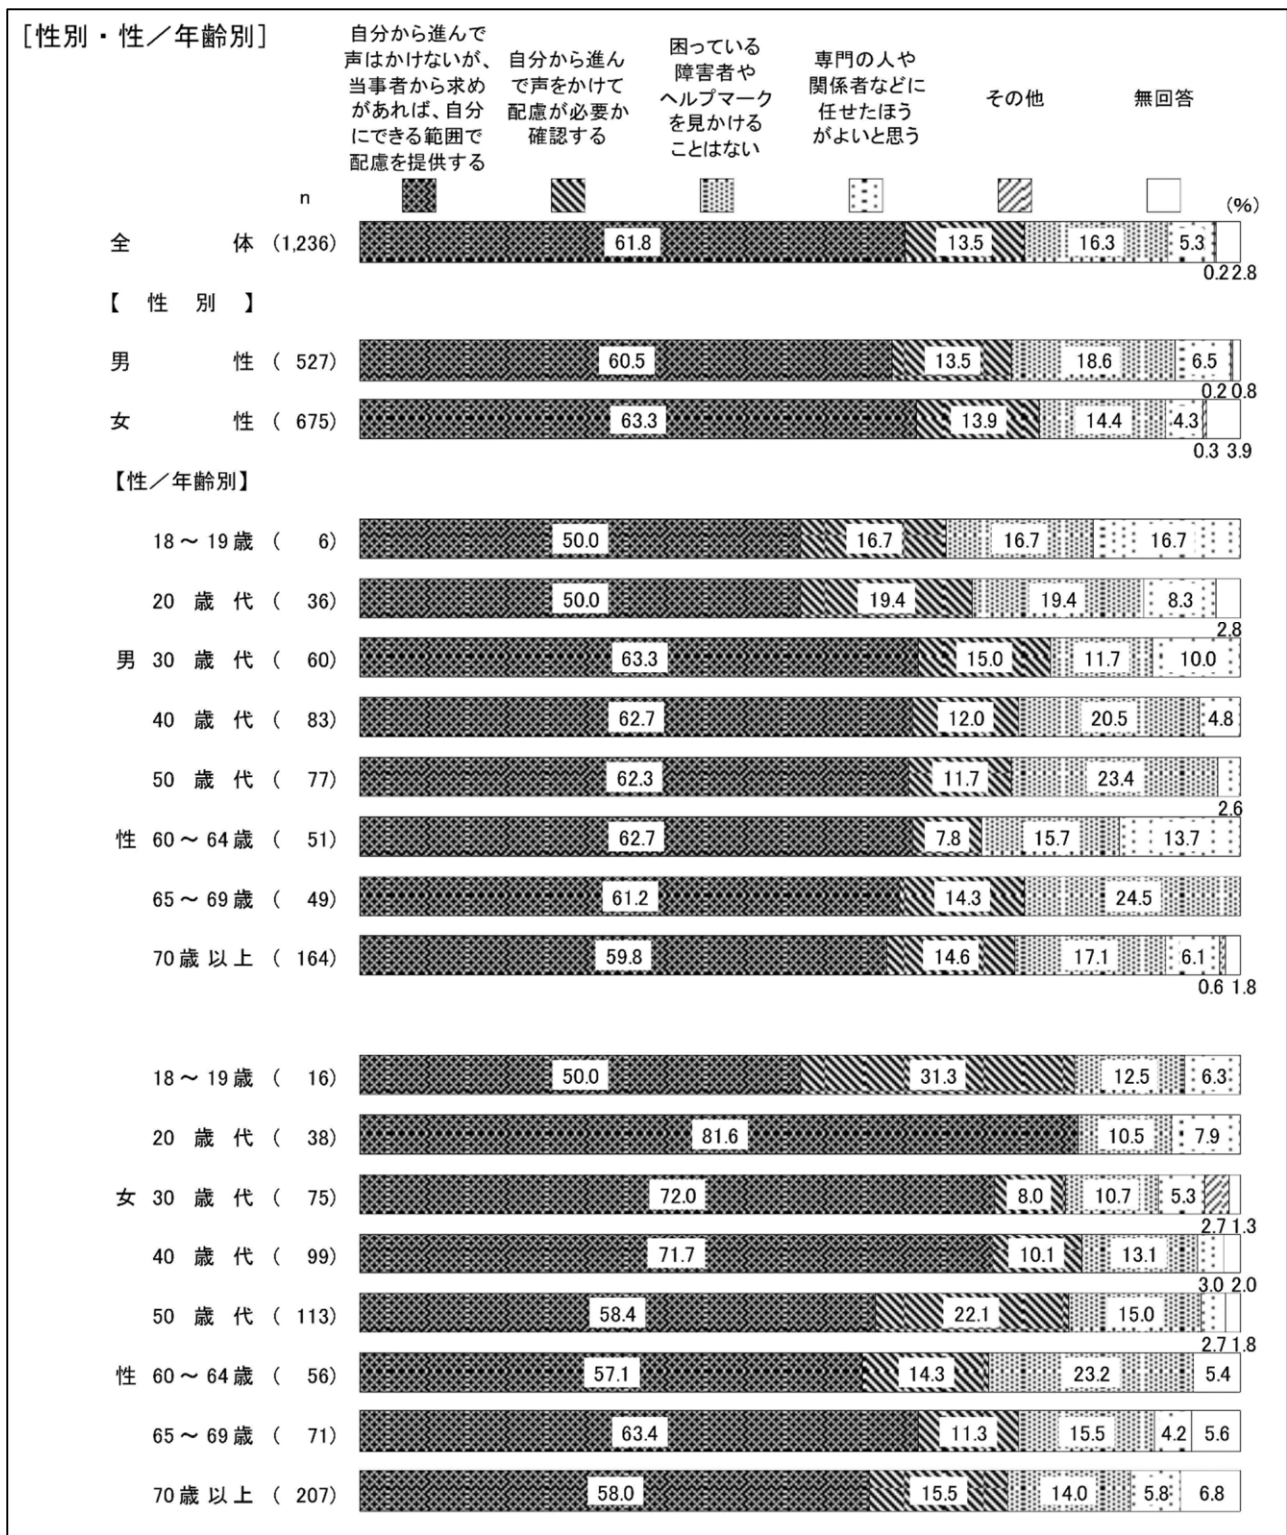 [性別・性／年齢別]
自分から進んで
声はかけないが、
当事者から求め
があれば、自分
にできる範囲で
配慮を提供する
自分から進ん
で声をかけて
配慮が必要か
確認する
困っている
障害者や
ヘルプマーク
を見かける
ことはない
専門の人や
関係者などに
任せたほう
がよいと思う
その他
無回答
n
(%)
全体 (1,236) 61.8 13.5 16.3 5.3
0.2 2.8
【性別】
男性 ( 527) 60.5 13.5 18.6 6.5
0.2 0.8
女性 ( 675) 63.3 13.9 14.4 4.3
0.3 3.9
【性／年齢別】
18～19歳 ( 6) 50.0 16.7 16.7 16.7
20歳代 ( 36) 50.0 19.4 19.4 8.3
2.8
男 30歳代 ( 60) 63.3 15.0 11.7 10.0
40歳代 ( 83) 62.7 12.0 20.5 4.8
50歳代 ( 77) 62.3 11.7 23.4
2.6
性 60～64歳 ( 51) 62.7 7.8 15.7 13.7
65～69歳 ( 49) 61.2 14.3 24.5
70歳以上 ( 164) 59.8 14.6 17.1 6.1
0.6 1.8
18～19歳 ( 16) 50.0 31.3 12.5 6.3
20歳代 ( 38) 81.6 10.5 7.9
女 30歳代 ( 75) 72.0 8.0 10.7 5.3
2.7 1.3
40歳代 ( 99) 71.7 10.1 13.1
3.0 2.0
50歳代 ( 113) 58.4 22.1 15.0
2.7 1.8
性 60～64歳 ( 56) 57.1 14.3 23.2 5.4
65～69歳 ( 71) 63.4 11.3 15.5 4.2 5.6
70歳以上 ( 207) 58.0 15.5 14.0 5.8 6.8